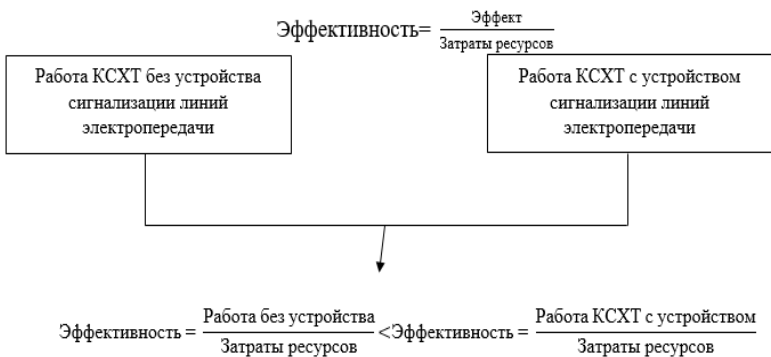 Эффективность= Эффект / Затраты ресурсов
Работа КСХТ без устройства
сигнализации линий
электропередачи
Работа КСХТ с устройством
сигнализации линий
электропередачи
Эффективность = Работа без устройства / Затраты ресурсов < Эффективность = Работа КСХТ с устройством / Затраты ресурсов